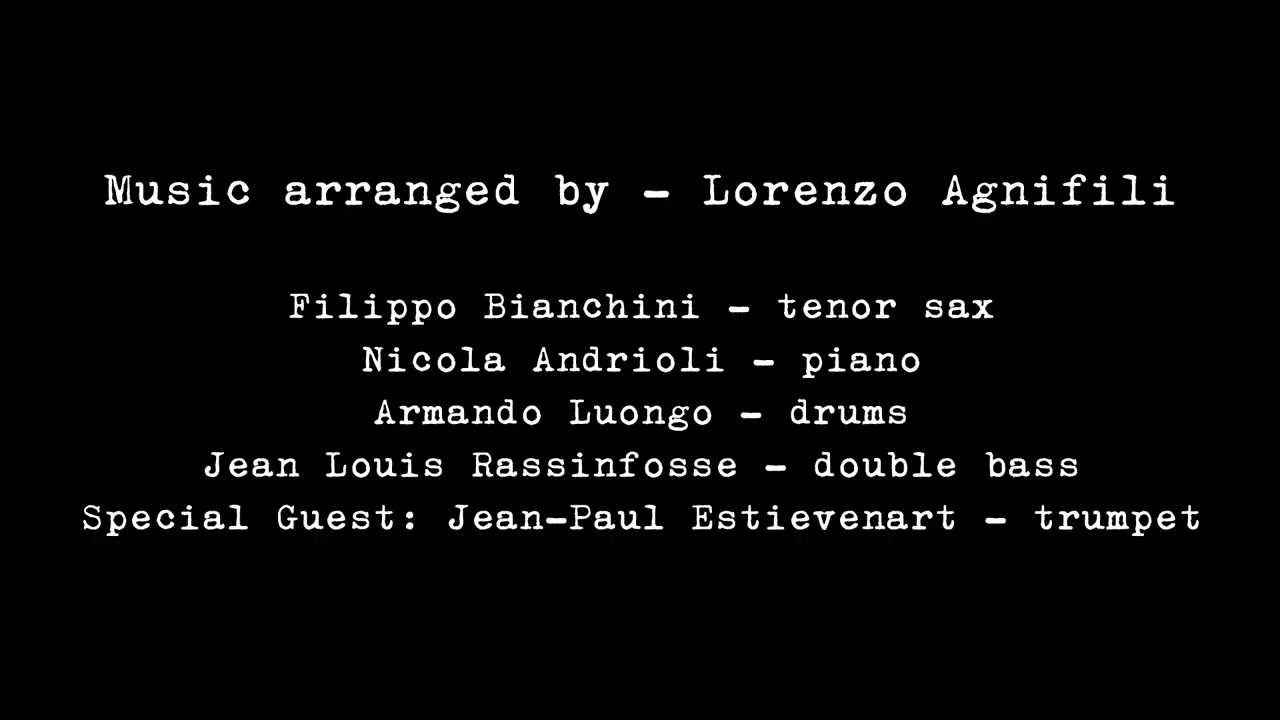 Music arranged by - Lorenzo Agnifili
Filippo Bianchini - tenor sax
Nicola Andrioli - piano
Armando Luongo - drums
Jean Louis Rassinfosse - double bass
Special Guest: Jean-Paul Estievenart - trumpet